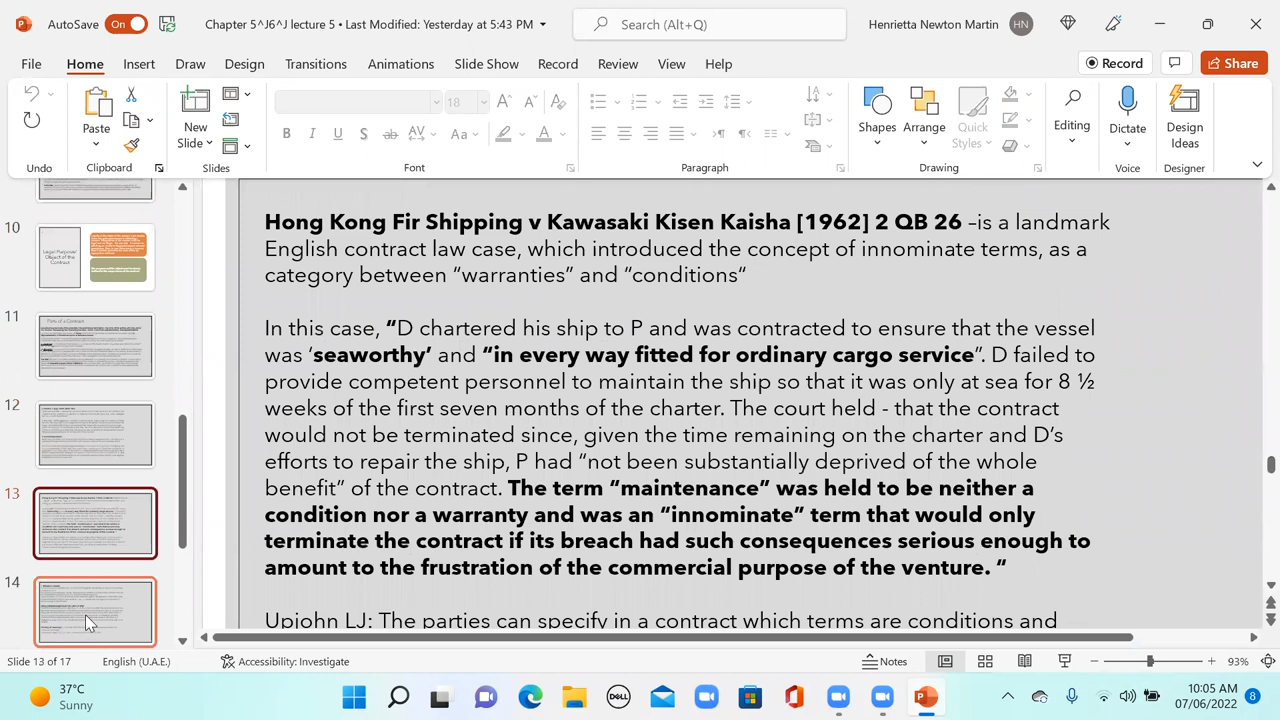 AutoSave On Chapter 5^J6^J lecture 5 • Last Modified: Yesterday at 5:43 PM Search (Alt+Q) Henrietta Newton Martin HN
File Home Insert Draw Design Transitions Animations Slide Show Record Review View Help Record Share
18
Paste New Slide Aa Shapes Arrange Quick Styles Editing Dictate Design Ideas
Undo Clipboard Slides Font Paragraph Drawing Voice Designer
10
Legal Purpose/
Object of the
Contract
11
Parts of a Contract
12
13
14
Hong Kong Fir Shipping v Kawasaki Kisen Kaisha [1962] 2 QB 26 –is a landmark
English contract law case, which introduced the concept of innominate terms, as a
category between “warranties” and “conditions“
In this case, “D chartered his ship to P and was contracted to ensure that the vessel
was ‘seaworthy’ and “in every way fitted for ordinary cargo service”. D failed to
provide competent personnel to maintain the ship so that it was only at sea for 8 ½
weeks of the first seven months of the charter. The court held - that the contract
would not be terminated since, given the time remaining on the charter and D’s
efforts to repair the ship, P had “not been substantially deprived of the whole
benefit” of the contract. The term “maintenance” was held to be neither a
condition nor a warranty and was an “innominate” term that would only
terminate the contract if its breach had such consequences serious enough to
amount to the frustration of the commercial purpose of the venture. “
Upjohn LJ: The parties can specify in a contract which terms are conditions and
Slide 13 of 17 English (U.A.E.) Accessibility: Investigate Notes 93%
37°C
Sunny
DELL
10:05 AM
07/06/2022
8